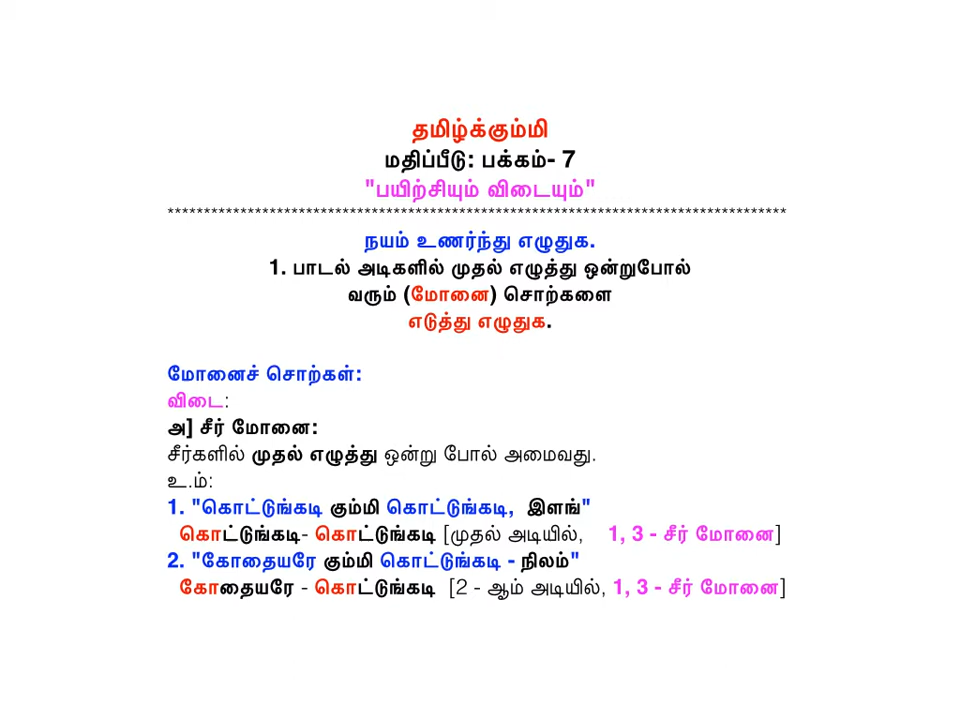 தமிழ்க்கும்மி
மதிப்பீடு: பக்கம்- 7
"பயிற்சியும் விடையும்"
*************************************************************************************
நயம் உணர்ந்து எழுதுக.
1. பாடல் அடிகளில் முதல் எழுத்து ஒன்றுபோல்
வரும் (மோனை) சொற்களை
எடுத்து எழுதுக.
மோனைச் சொற்கள்:
விடை:
அ] சீர் மோனை:
சீர்களில் முதல் எழுத்து ஒன்று போல் அமைவது.
உ.ம்:
1. "கொட்டுங்கடி கும்மி கொட்டுங்கடி, இளங்"
கொட்டுங்கடி- கொட்டுங்கடி [முதல் அடியில், 1, 3 - சீர் மோனை]
2. "கோதையரே கும்மி கொட்டுங்கடி - நிலம்"
கோதையரே - கொட்டுங்கடி [2 - ஆம் அடியில், 1, 3 - சீர் மோனை]